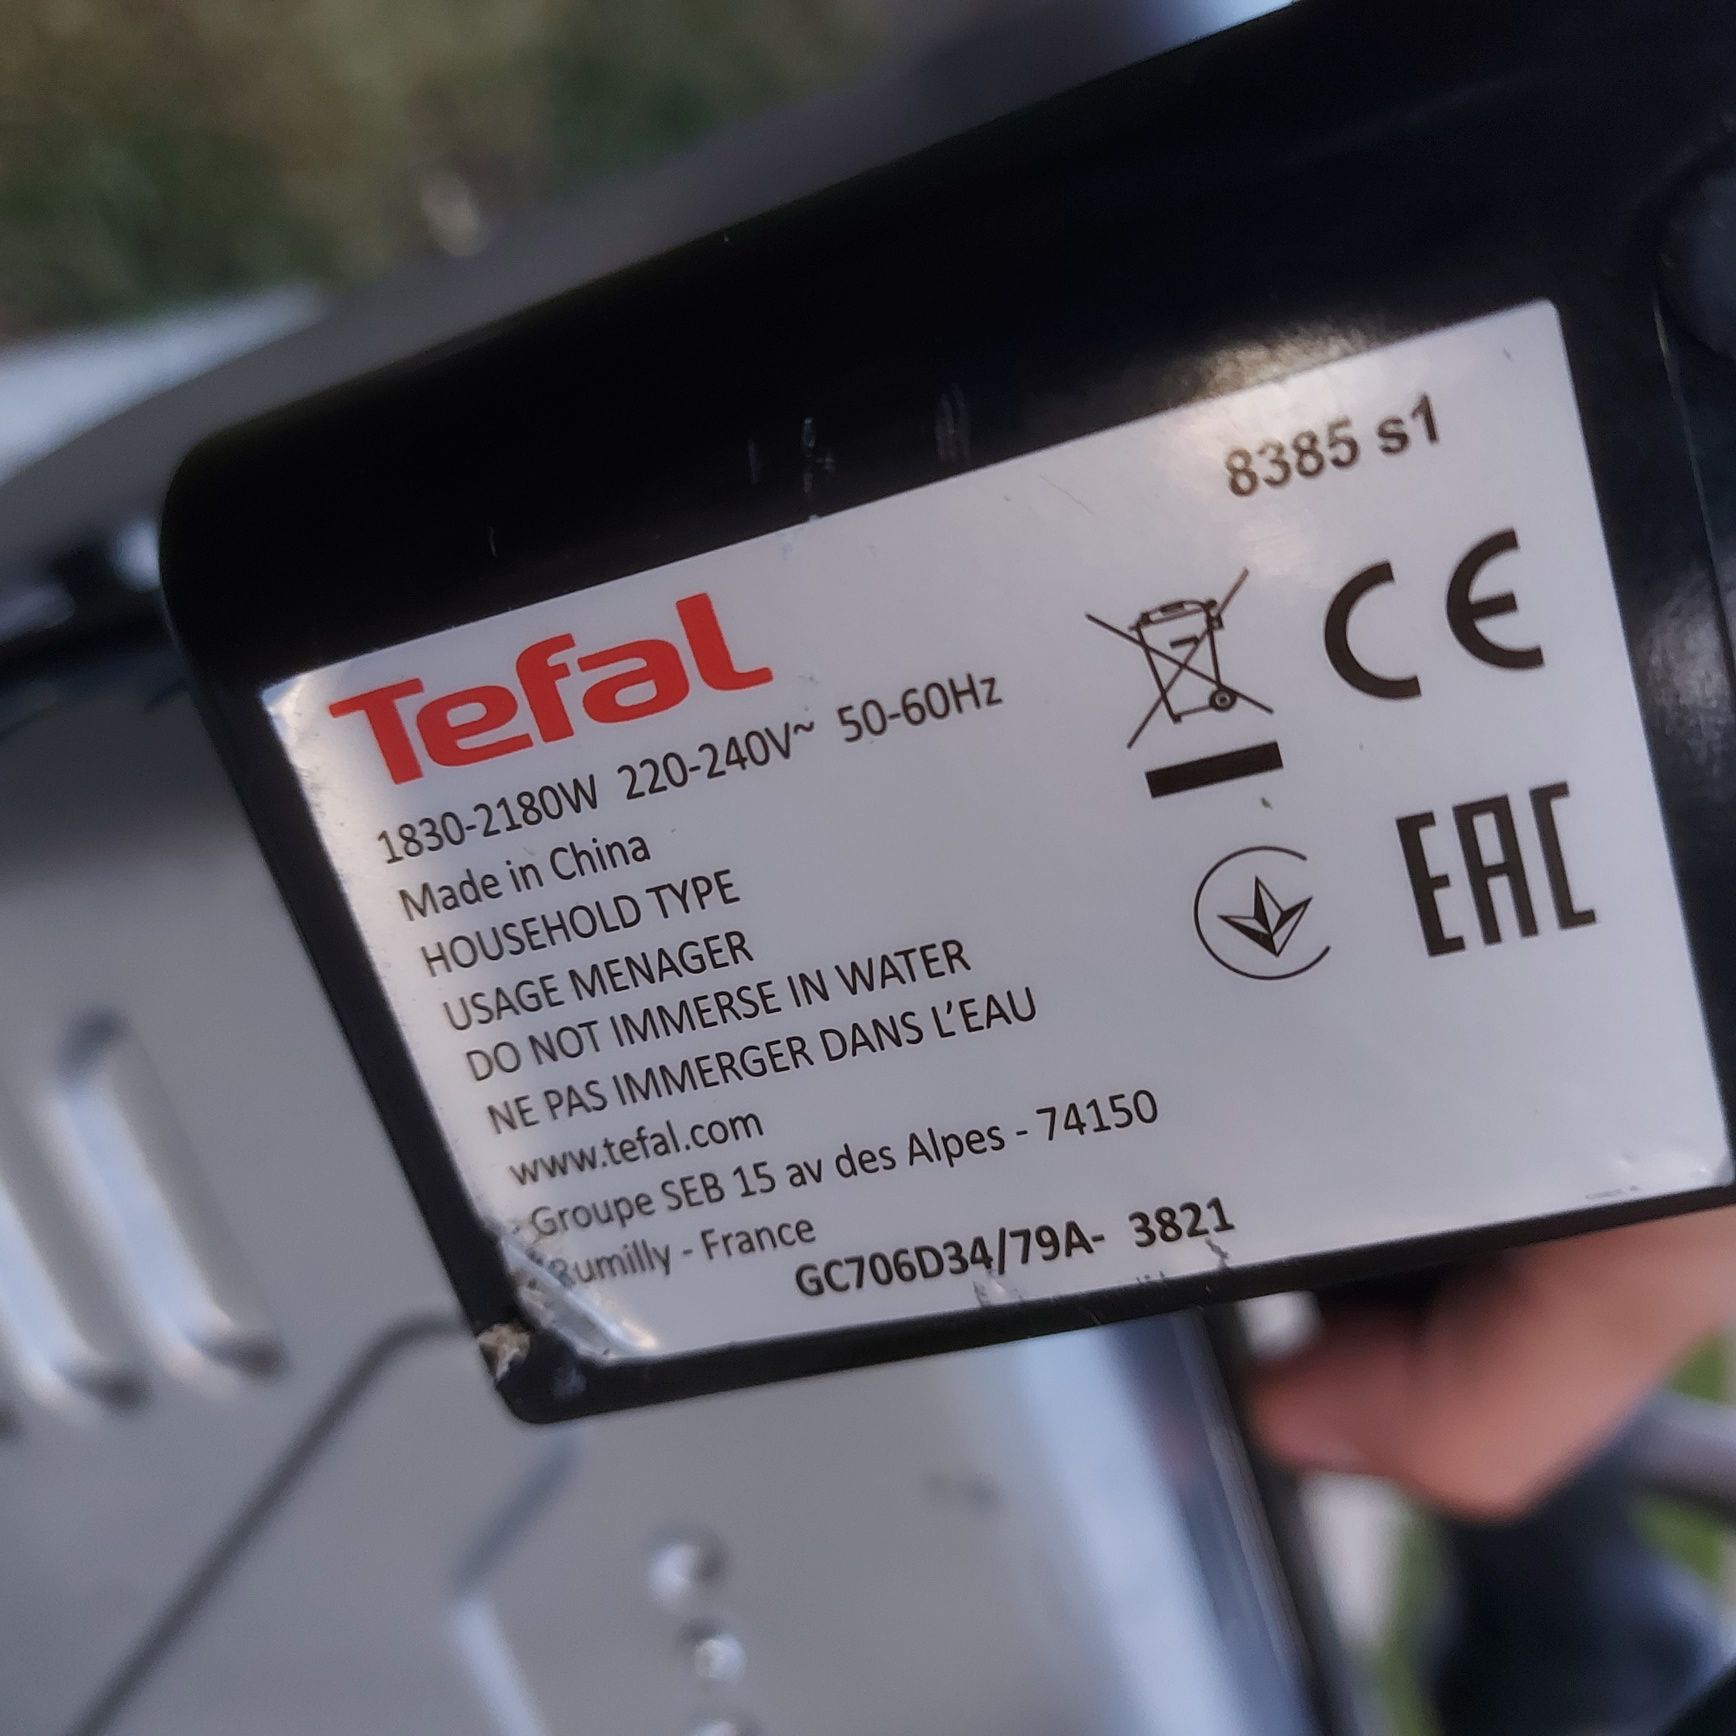 8385 s1
Tefal
CE
1830-2180W 220-240V~ 50-60Hz
Made in China
HOUSEHOLD TYPE
USAGE MENAGER
DO NOT IMMERSE IN WATER
NE PAS IMMERGER DANS L'EAU
EAC
www.tefal.com
Groupe SEB 15 av des Alpes - 74150
Rumilly - France
GC706D34/79A- 3821